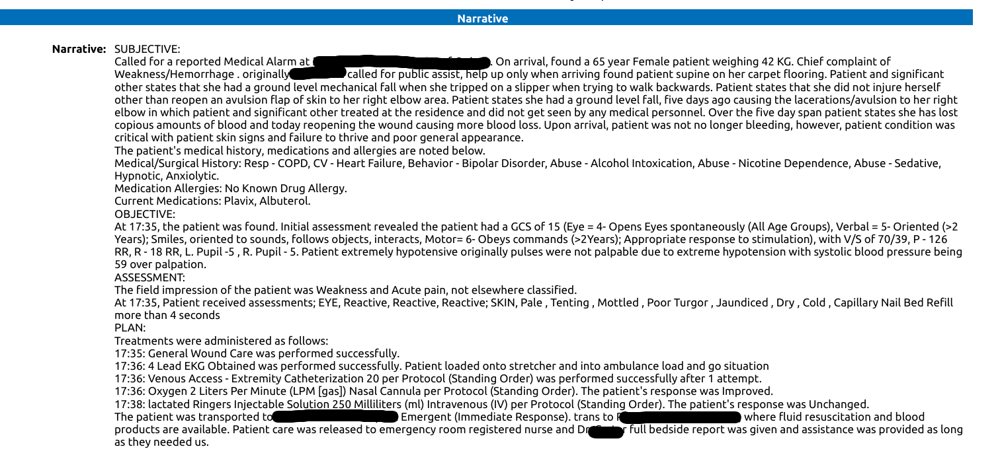 Narrative
Narrative: SUBJECTIVE:
Called for a reported Medical Alarm at . On arrival, found a 65 year Female patient weighing 42 KG. Chief complaint of
Weakness/Hemorrhage . originally called for public assist, help up only when arriving found patient supine on her carpet flooring. Patient and significant
other states that she had a ground level mechanical fall when she tripped on a slipper when trying to walk backwards. Patient states that she did not injure herself
other than reopen an avulsion flap of skin to her right elbow area. Patient states she had a ground level fall, five days ago causing the lacerations/avulsion to her right
elbow in which patient and significant other treated at the residence and did not get seen by any medical personnel. Over the five day span patient states she has lost
copious amounts of blood and today reopening the wound causing more blood loss. Upon arrival, patient was not no longer bleeding, however, patient condition was
critical with patient skin signs and failure to thrive and poor general appearance.
The patient's medical history, medications and allergies are noted below.
Medical/Surgical History: Resp - COPD, CV - Heart Failure, Behavior - Bipolar Disorder, Abuse - Alcohol Intoxication, Abuse - Nicotine Dependence, Abuse - Sedative,
Hypnotic, Anxiolytic.
Medication Allergies: No Known Drug Allergy.
Current Medications: Plavix, Albuterol.
OBJECTIVE:
At 17:35, the patient was found. Initial assessment revealed the patient had a GCS of 15 (Eye = 4- Opens Eyes spontaneously (All Age Groups), Verbal = 5- Oriented (>2
Years); Smiles, oriented to sounds, follows objects, interacts, Motor= 6- Obeys commands (>2Years); Appropriate response to stimulation), with V/S of 70/39, P - 126
RR, R - 18 RR, L. Pupil -5 , R. Pupil - 5. Patient extremely hypotensive originally pulses were not palpable due to extreme hypotension with systolic blood pressure being
59 over palpation.
ASSESSMENT:
The field impression of the patient was Weakness and Acute pain, not elsewhere classified.
At 17:35, Patient received assessments; EYE, Reactive, Reactive, Reactive; SKIN, Pale , Tenting , Mottled , Poor Turgor , Jaundiced , Dry , Cold , Capillary Nail Bed Refill
more than 4 seconds
PLAN:
Treatments were administered as follows:
17:35: General Wound Care was performed successfully.
17:36: 4 Lead EKG Obtained was performed successfully. Patient loaded onto stretcher and into ambulance load and go situation
17:36: Venous Access - Extremity Catheterization 20 per Protocol (Standing Order) was performed successfully after 1 attempt.
17:36: Oxygen 2 Liters Per Minute (LPM [gas]) Nasal Cannula per Protocol (Standing Order). The patient's response was Improved.
17:38: lactated Ringers Injectable Solution 250 Milliliters (ml) Intravenous (IV) per Protocol (Standing Order). The patient's response was Unchanged.
The patient was transported to Emergent (Immediate Response). trans to where fluid resuscitation and blood
products are available. Patient care was released to emergency room registered nurse and Dr full bedside report was given and assistance was provided as long
as they needed us.